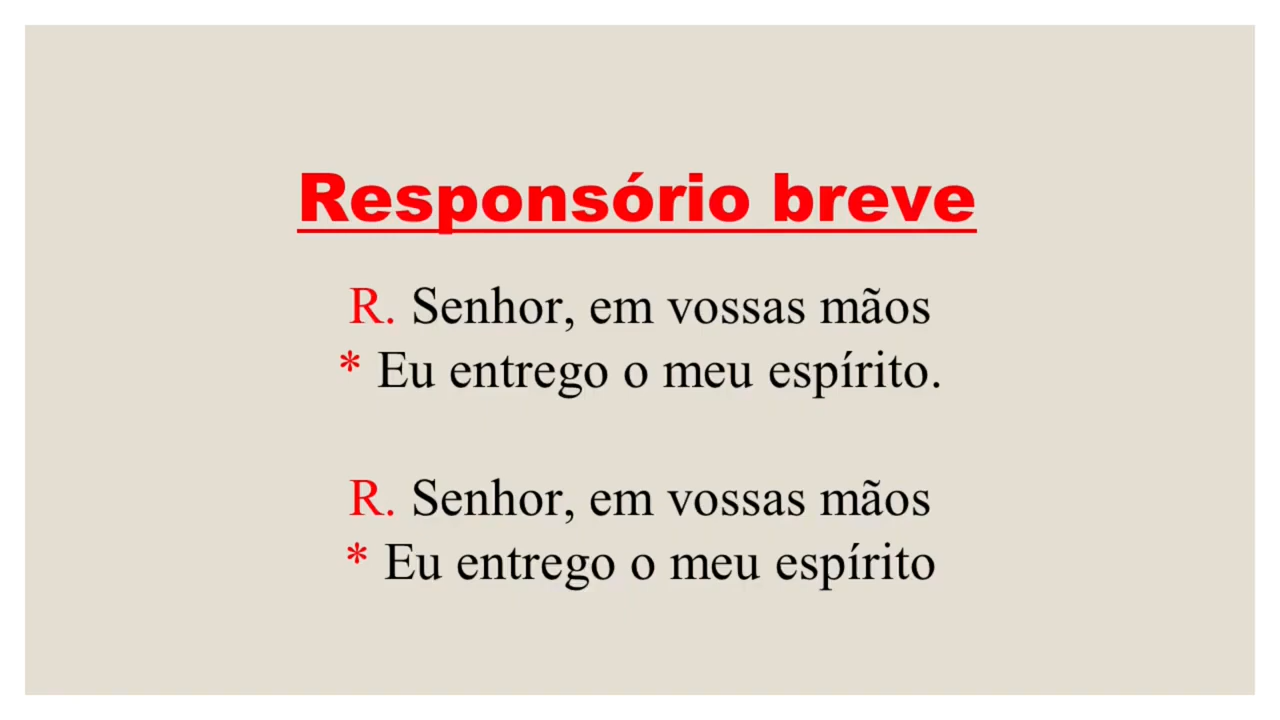 Responsório breve
R. Senhor, em vossas mãos
* Eu entrego o meu espírito.
R. Senhor, em vossas mãos
* Eu entrego o meu espírito